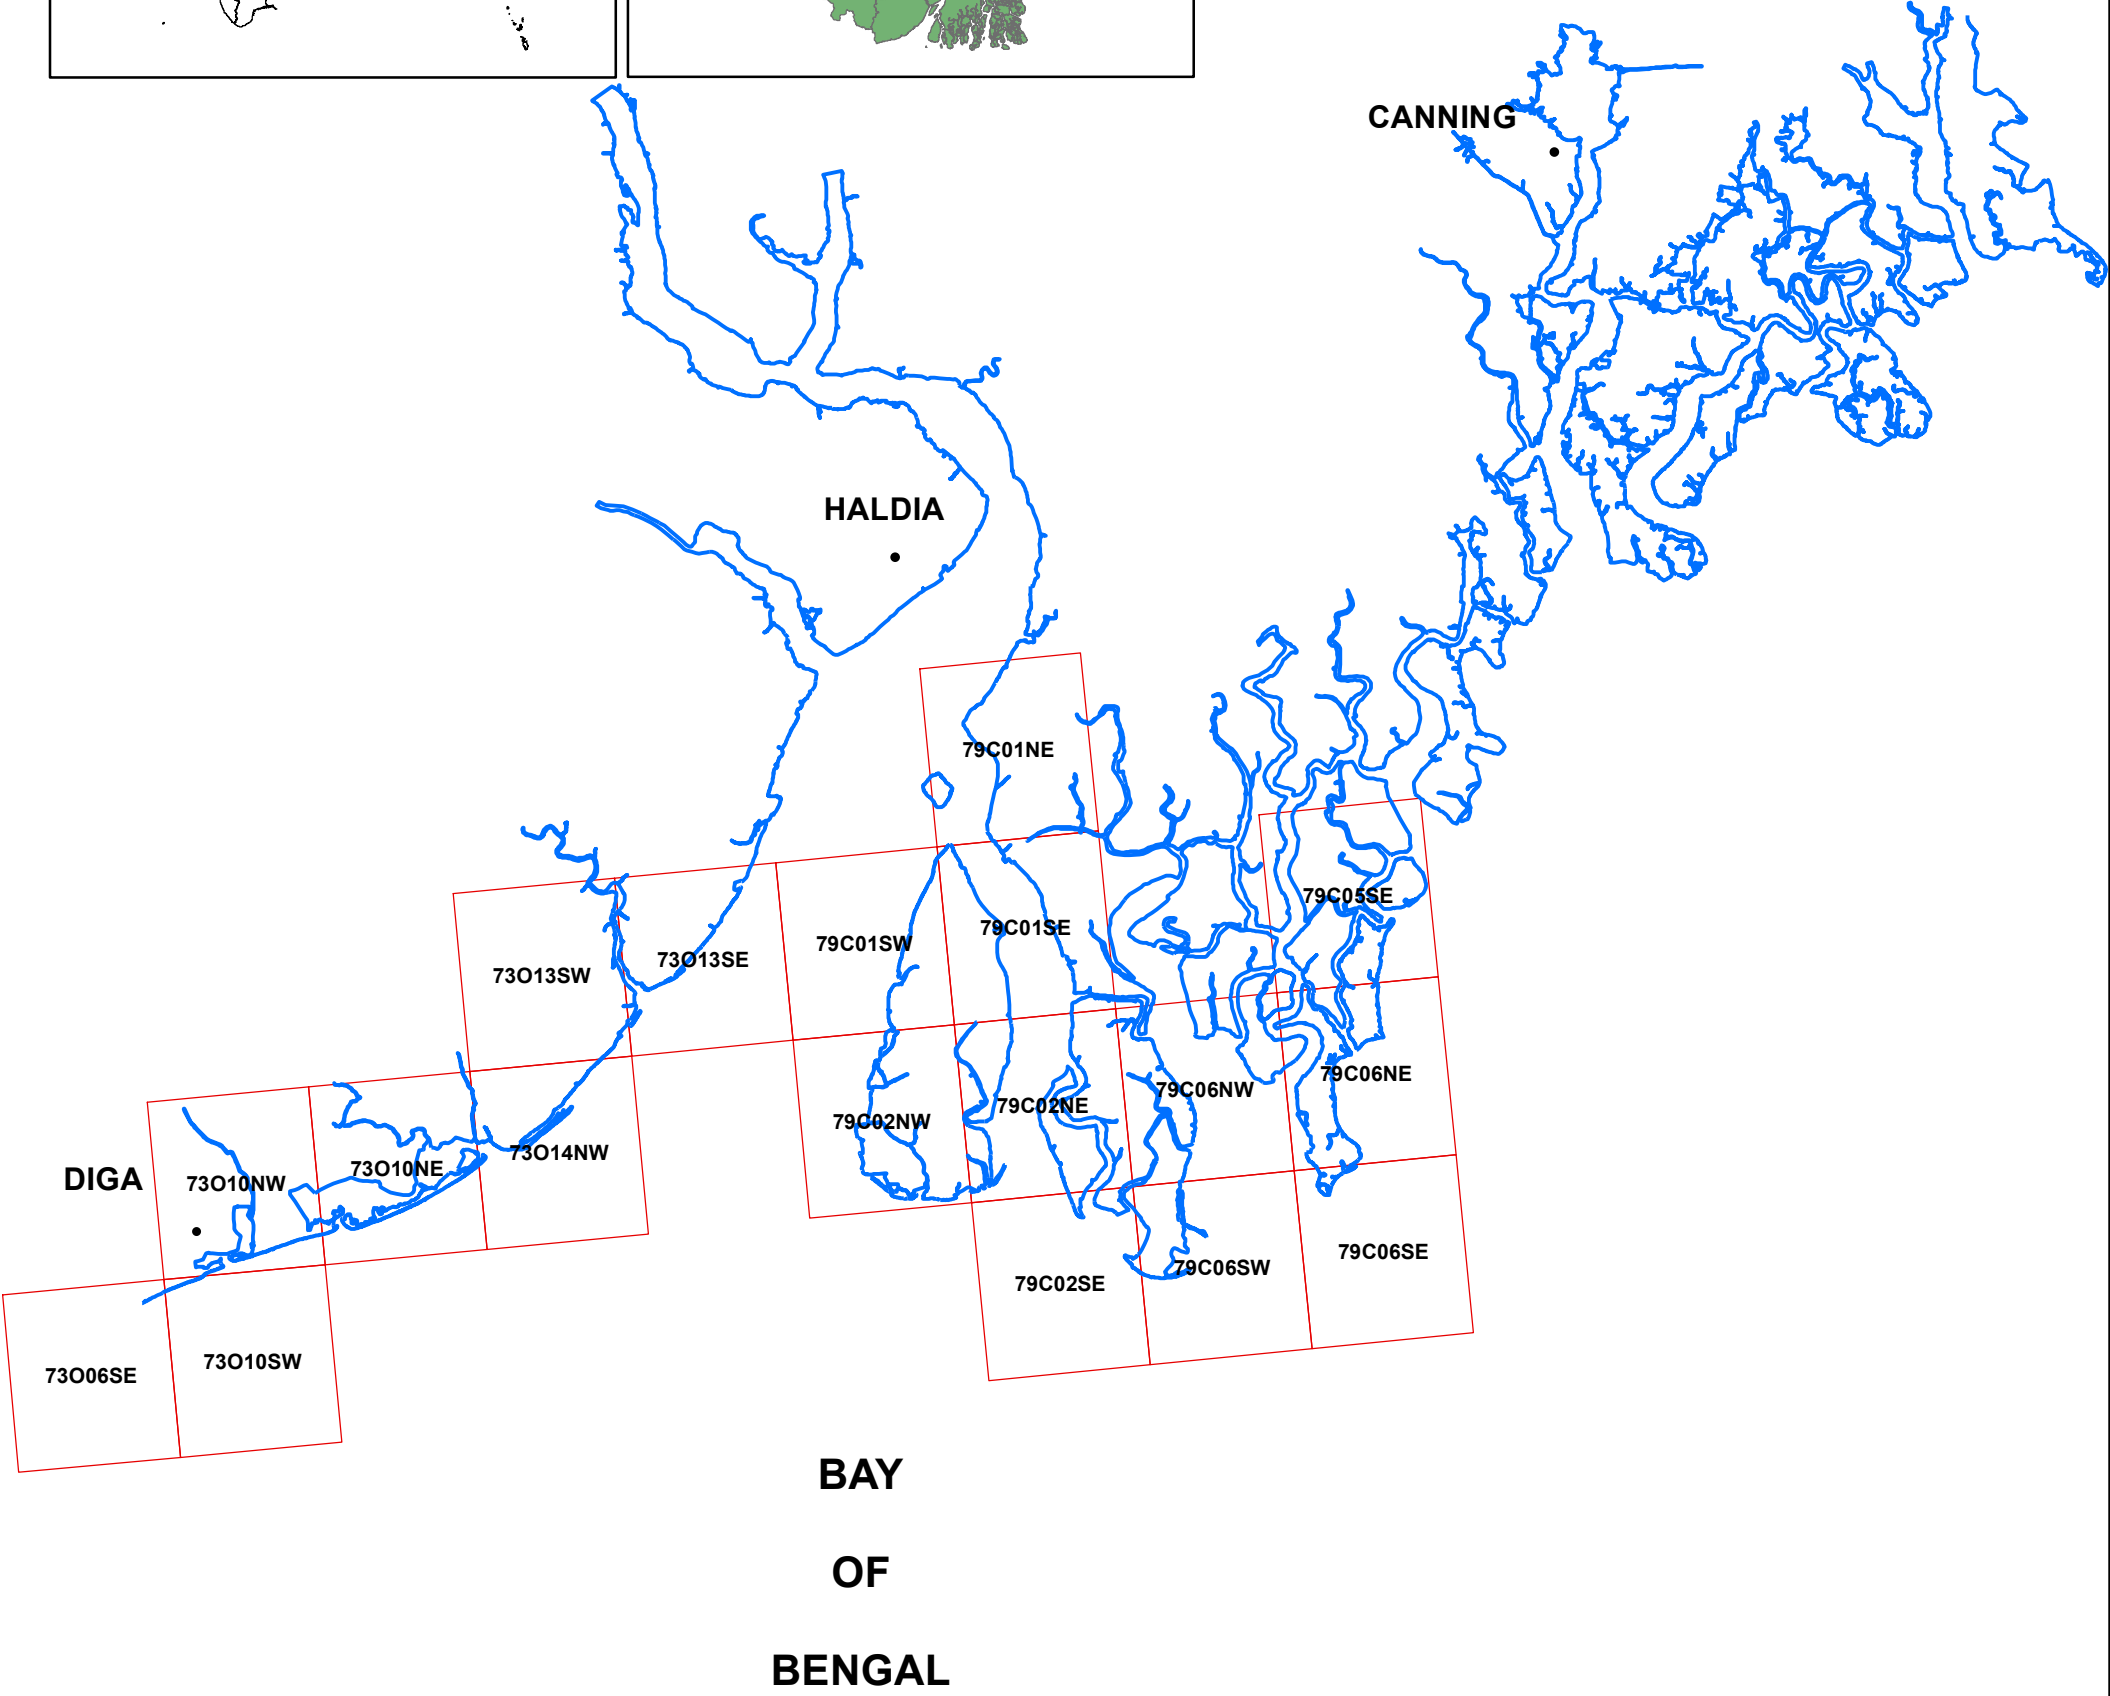 CANNING
HALDIA
79C01NE
79C05SE
79C01SE
79C01SW
73O13SE
73O13SW
79C06NE
79C06NW
79C02NE
79C02NW
73O14NW
73O10NE
DIGA
73O10NW
79C06SE
79C06SW
79C02SE
73O10SW
73O06SE
BAY
OF
BENGAL